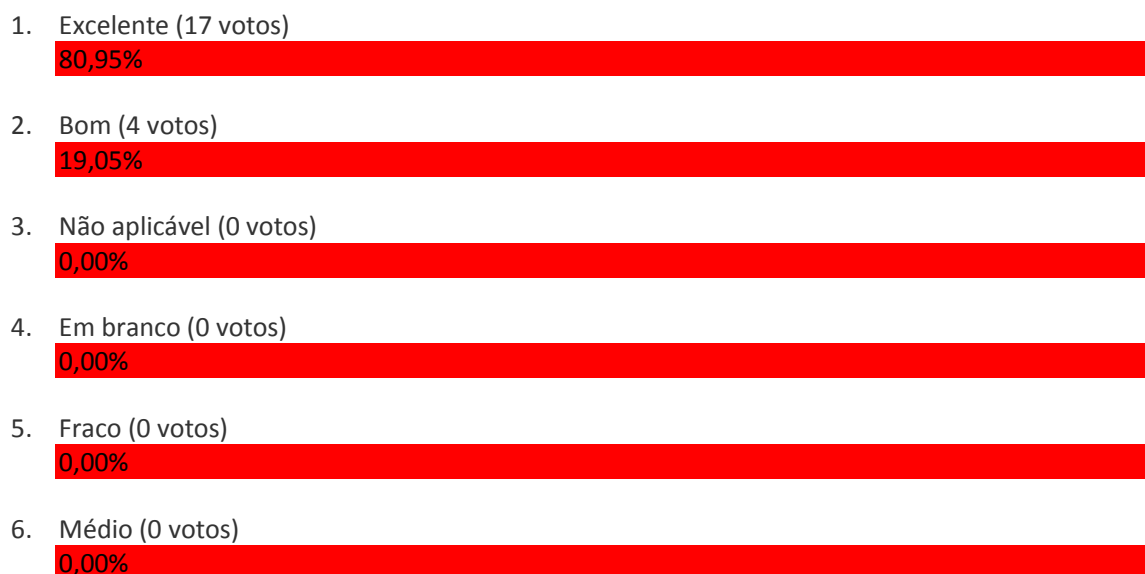 1. Excelente (17 votos)
80,95%
2. Bom (4 votos)
19,05%
3. Não aplicável (0 votos)
0,00%
4. Em branco (0 votos)
0,00%
5. Fraco (0 votos)
0,00%
6. Médio (0 votos)
0,00%